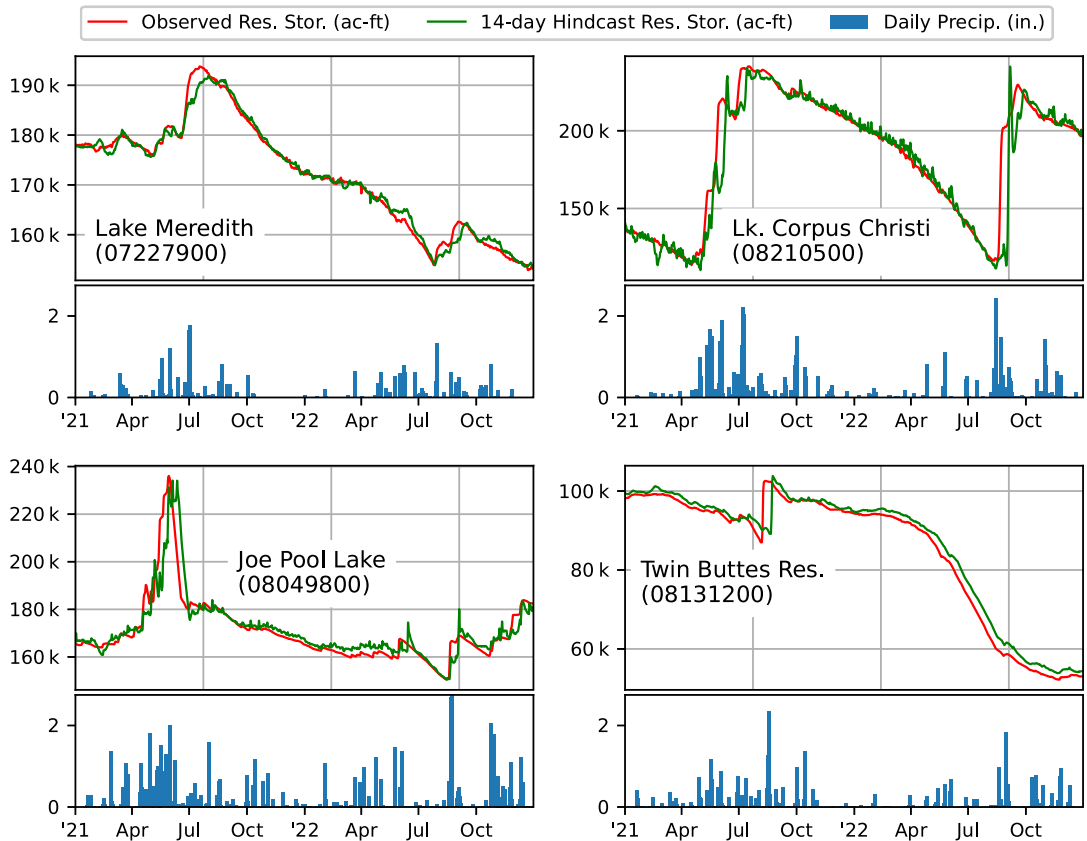 Observed Res. Stor. (ac-ft) 14-day Hindcast Res. Stor. (ac-ft) Daily Precip. (in.)
190 k
180 k
170 k
160 k
Lake Meredith
(07227900)
2
0
'21 Apr Jul Oct '22 Apr Jul Oct
200 k
150 k
Lk. Corpus Christi
(08210500)
2
0
'21 Apr Jul Oct '22 Apr Jul Oct
240 k
220 k
200 k
180 k
160 k
Joe Pool Lake
(08049800)
2
0
'21 Apr Jul Oct '22 Apr Jul Oct
100 k
80 k
60 k
Twin Buttes Res.
(08131200)
2
0
'21 Apr Jul Oct '22 Apr Jul Oct